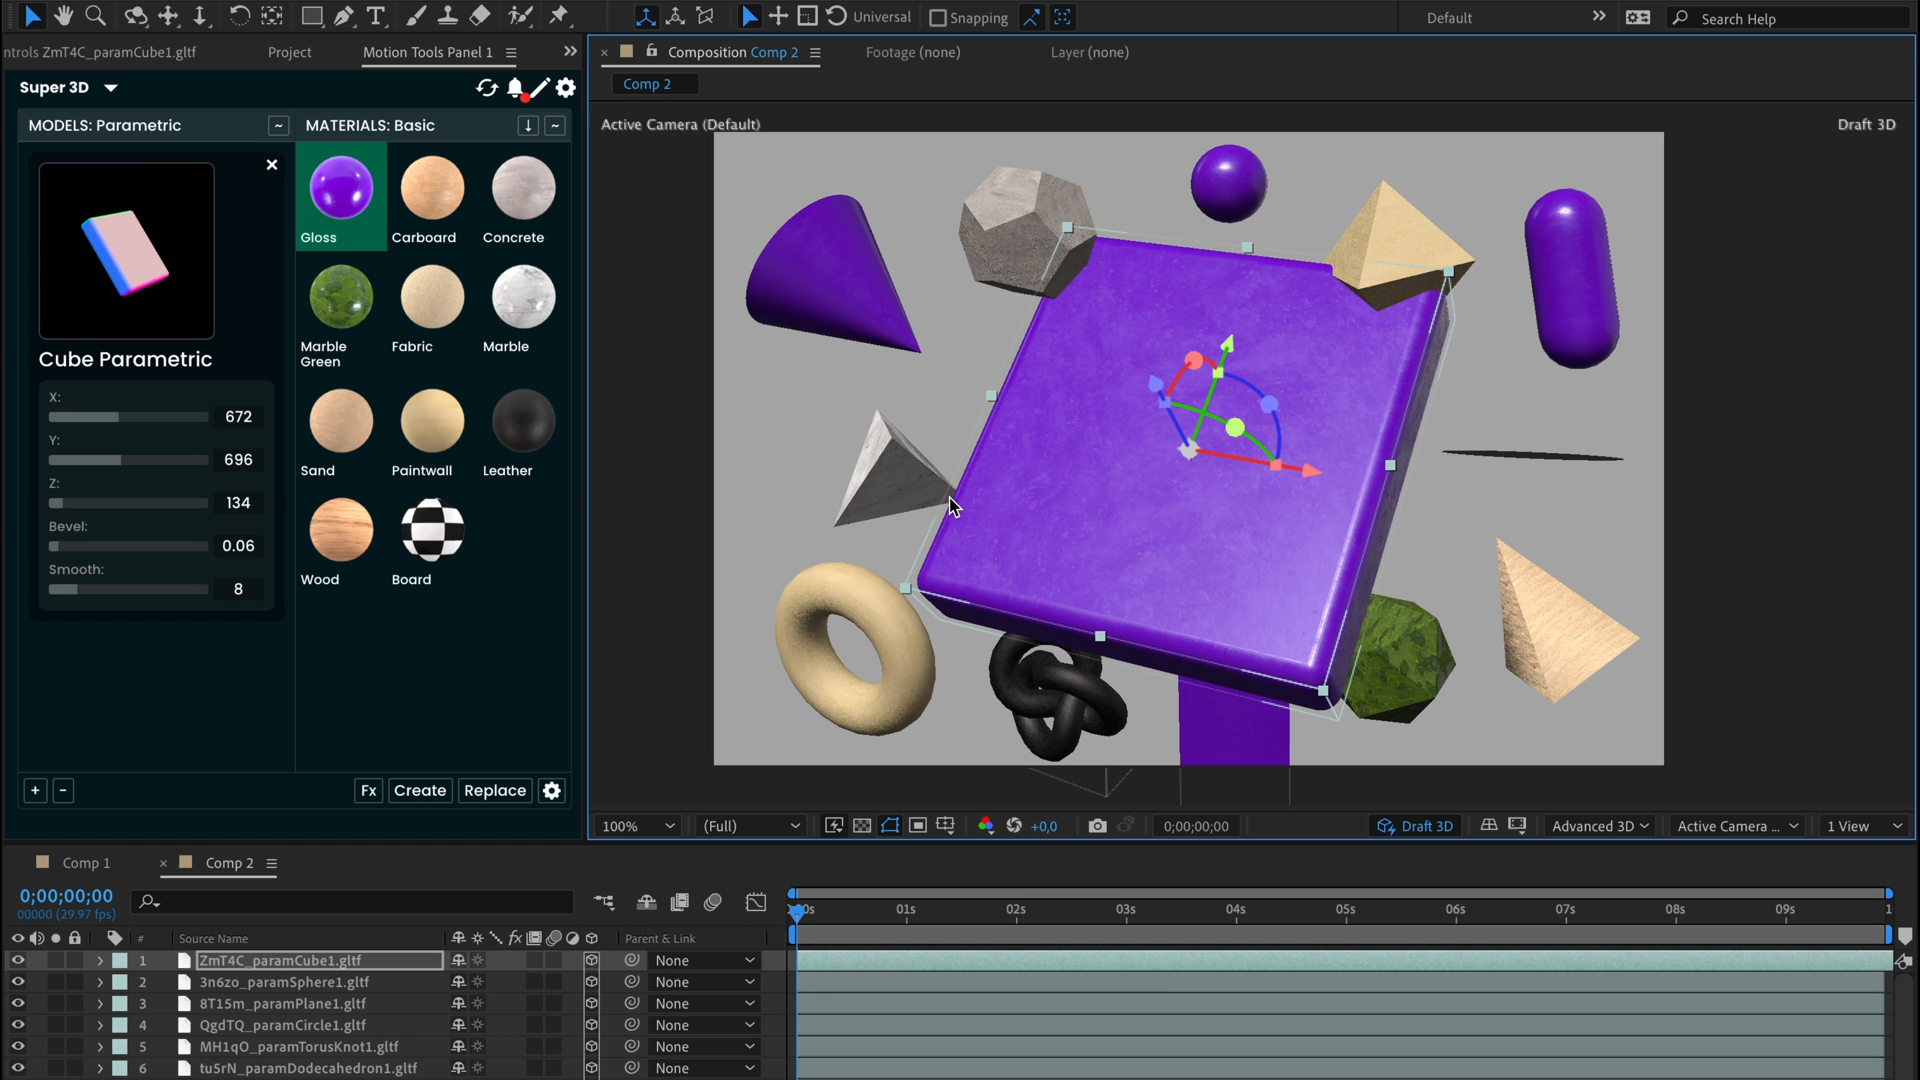 Universal
Snapping
Default
Search Help
ntrols ZmT4C_paramCube1.gltf
Project
Motion Tools Panel 1
Composition Comp 2
Footage (none)
Layer (none)
Super 3D
Comp 2
MODELS: Parametric
~
MATERIALS: Basic
~
Active Camera (Default)
Draft 3D
Gloss
Carboard
Concrete
Marble Green
Fabric
Marble
Cube Parametric
X:
672
Y:
696
Z:
134
Bevel:
0.06
Smooth:
8
Sand
Paintwall
Leather
Wood
Board
+
-
Fx
Create
Replace
100%
(Full)
+0,0
0;00;00;00
Draft 3D
Advanced 3D
Active Camera ...
1 View
Comp 1
Comp 2
0;00;00;00
00000 (29.97 fps)
00s
01s
02s
03s
04s
05s
06s
07s
08s
09s
1
#
Source Name
fx
Parent & Link
1
ZmT4C_paramCube1.gltf
None
2
3n6zo_paramSphere1.gltf
None
3
8T15m_paramPlane1.gltf
None
4
QgdTQ_paramCircle1.gltf
None
5
MH1qO_paramTorusKnot1.gltf
None
6
tu5rN_paramDodecahedron1.gltf
None